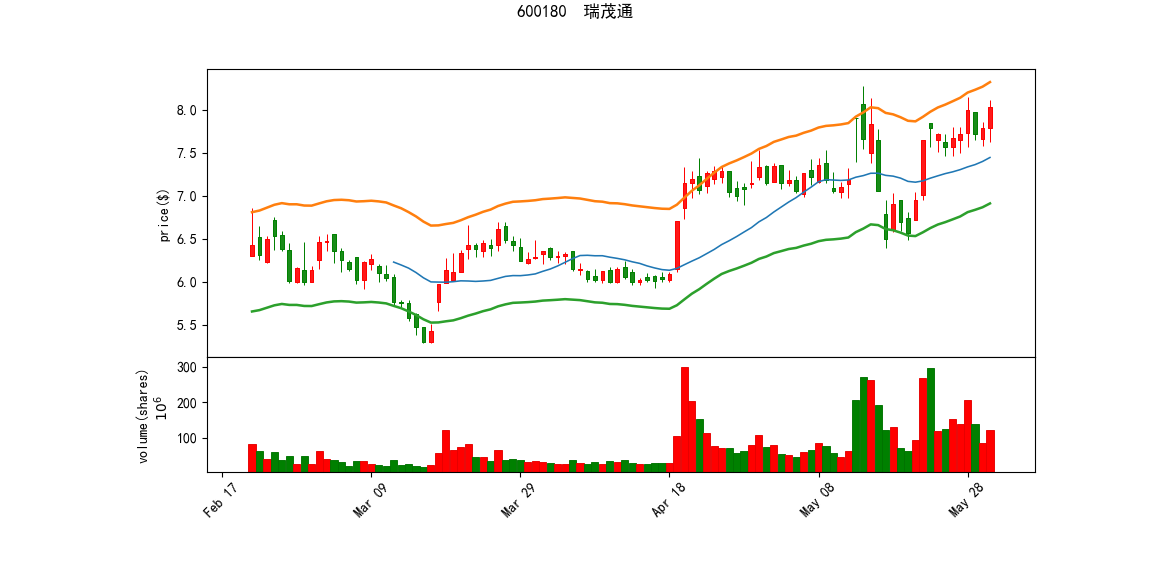 600180 瑞茂通
price($)
8.0
7.5
7.0
6.5
6.0
5.5
volume(shares)
10^6
300
200
100
Feb 17
Mar 09
Mar 29
Apr 18
May 08
May 28